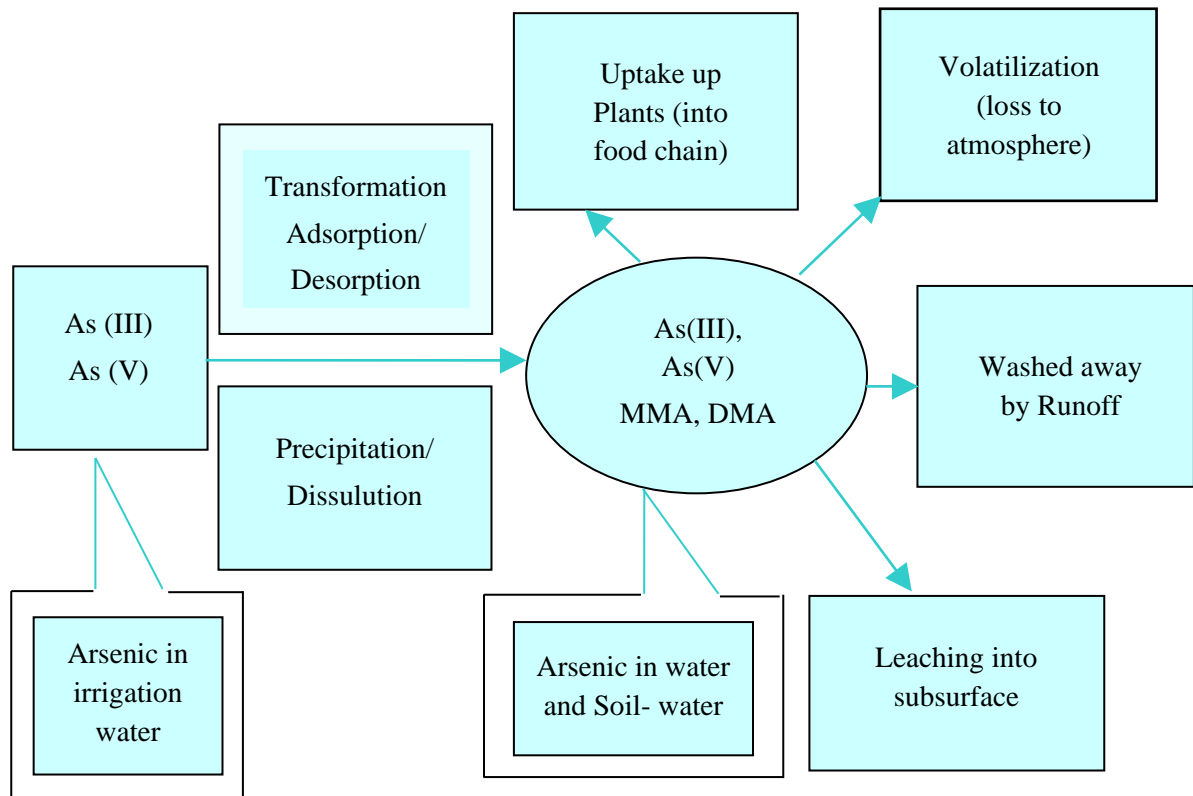 Uptake up
Plants (into
food chain)
Volatilization
(loss to
atmosphere)
Transformation
Adsorption/
Desorption
As (III)
As (V)
As(III),
As(V)
MMA, DMA
Washed away
by Runoff
Precipitation/
Dissulution
Arsenic in
irrigation
water
Arsenic in water
and Soil- water
Leaching into
subsurface